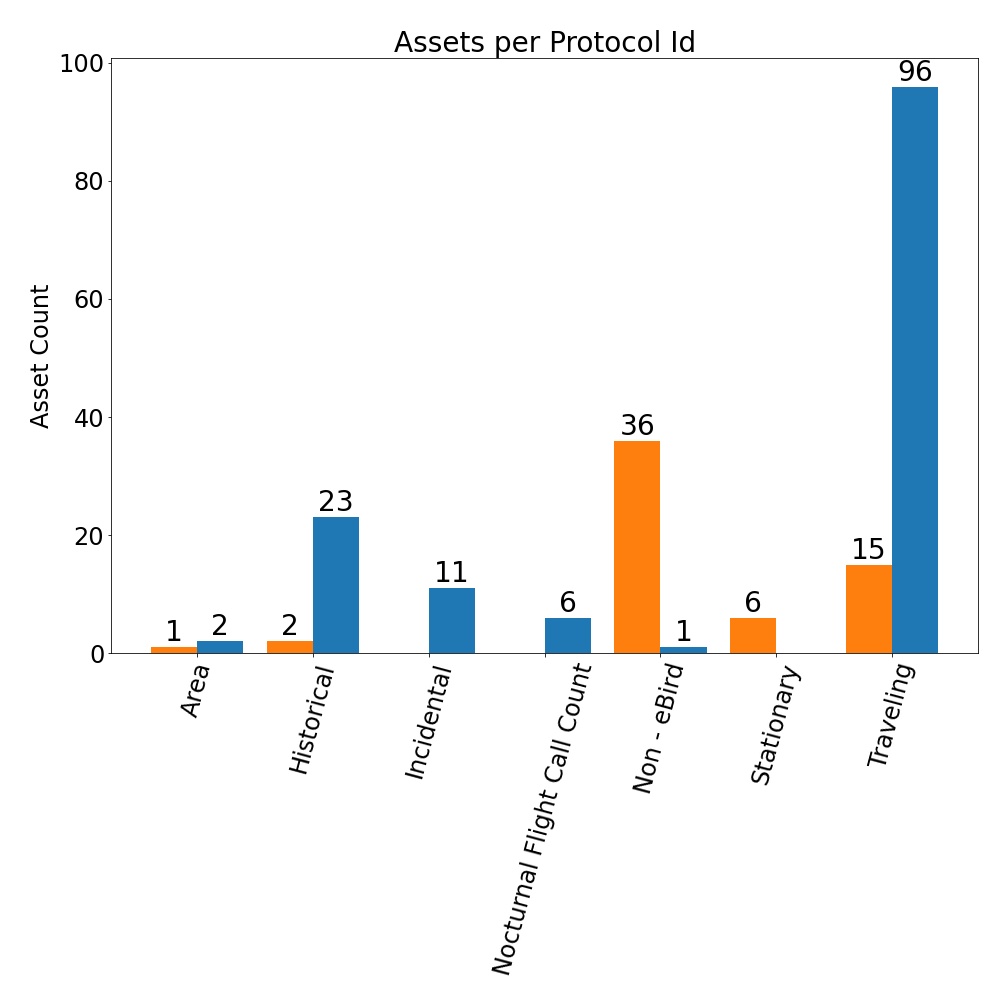 Assets per Protocol Id
Asset Count
100
80
60
40
20
0
1
2
2
23
11
6
36
1
6
15
96
Area
Historical
Incidental
Nocturnal Flight Call Count
Non - eBird
Stationary
Traveling